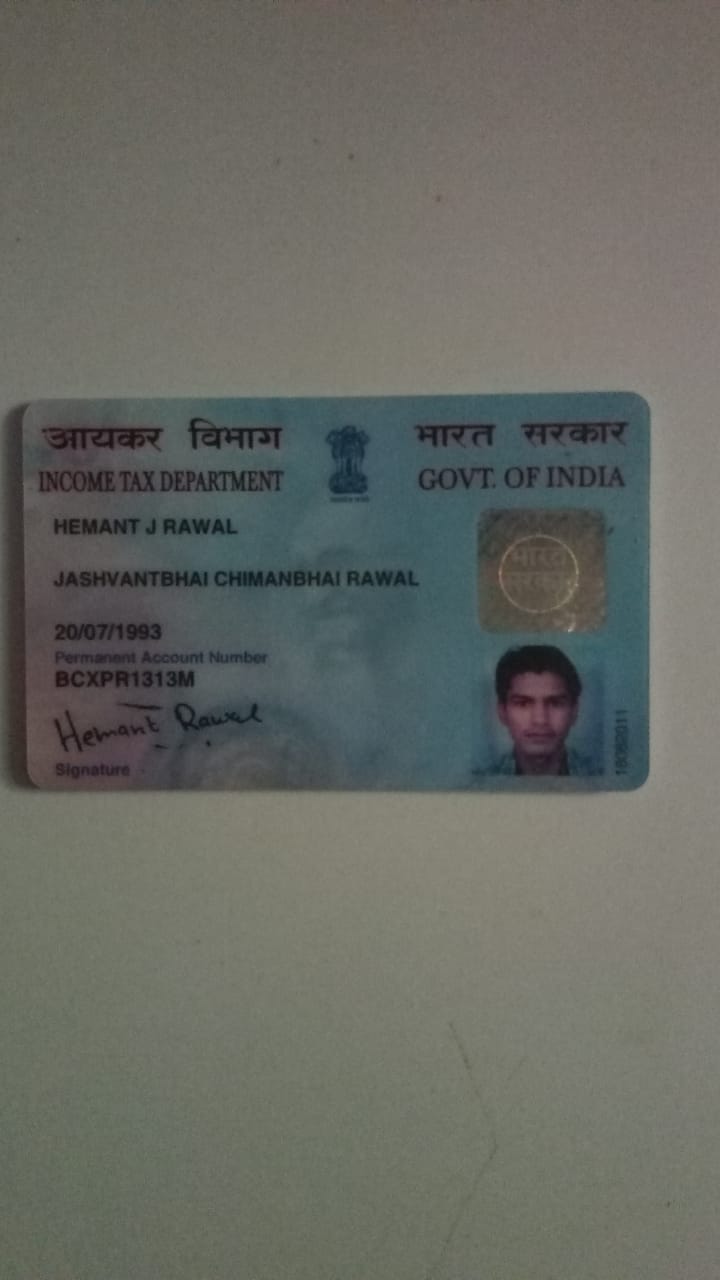 आयकर विभाग भारत सरकार
INCOME TAX DEPARTMENT GOVT. OF INDIA
HEMANT J RAWAL
JASHVANTBHAI CHIMANBHAI RAWAL
भारत
सरकार
20/07/1993
Permanent Account Number
BCXPR1313M
Hemant Rawal
Signature